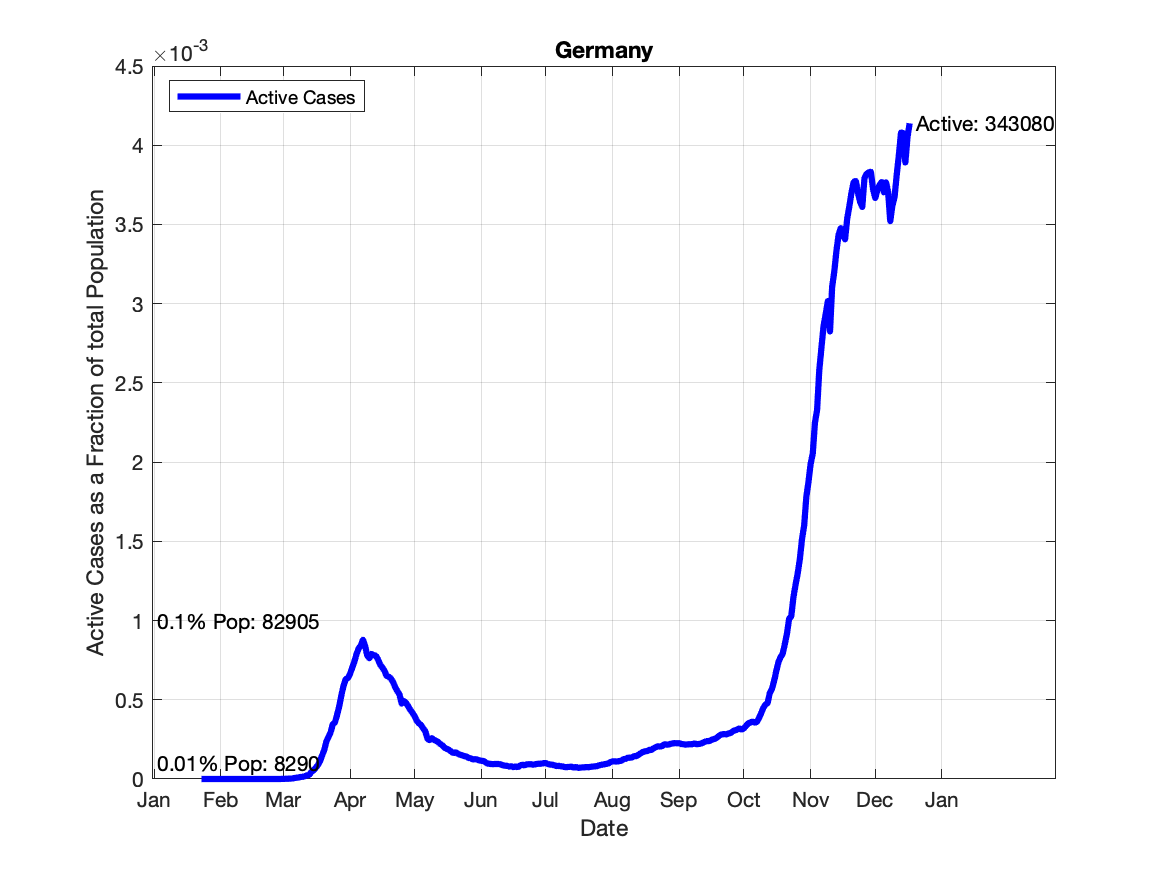 Germany
×10-3
4.5
4
3.5
3
2.5
2
1.5
1
0.5
0
Active Cases as a Fraction of total Population
Active Cases
Active: 343080
0.1% Pop: 82905
0.01% Pop: 8290
Jan Feb Mar Apr May Jun Jul Aug Sep Oct Nov Dec Jan
Date